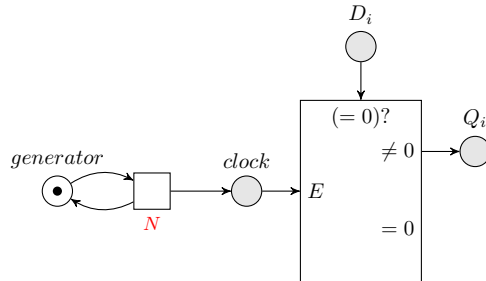 D_i
(= 0)?
≠ 0
Q_i
generator
clock
E
N
= 0